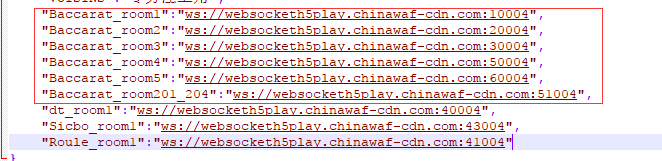 "Baccarat_room1":"ws://websocketh5play.chinawaf-cdn.com:10004",
"Baccarat_room2":"ws://websocketh5play.chinawaf-cdn.com:20004",
"Baccarat_room3":"ws://websocketh5play.chinawaf-cdn.com:30004",
"Baccarat_room4":"ws://websocketh5play.chinawaf-cdn.com:50004",
"Baccarat_room5":"ws://websocketh5play.chinawaf-cdn.com:60004",
"Baccarat_room201_204":"ws://websocketh5play.chinawaf-cdn.com:51004",
"dt_room1":"ws://websocketh5play.chinawaf-cdn.com:40004",
"Sicbo_room1":"ws://websocketh5play.chinawaf-cdn.com:43004",
"Roule_room1":"ws://websocketh5play.chinawaf-cdn.com:41004"
}